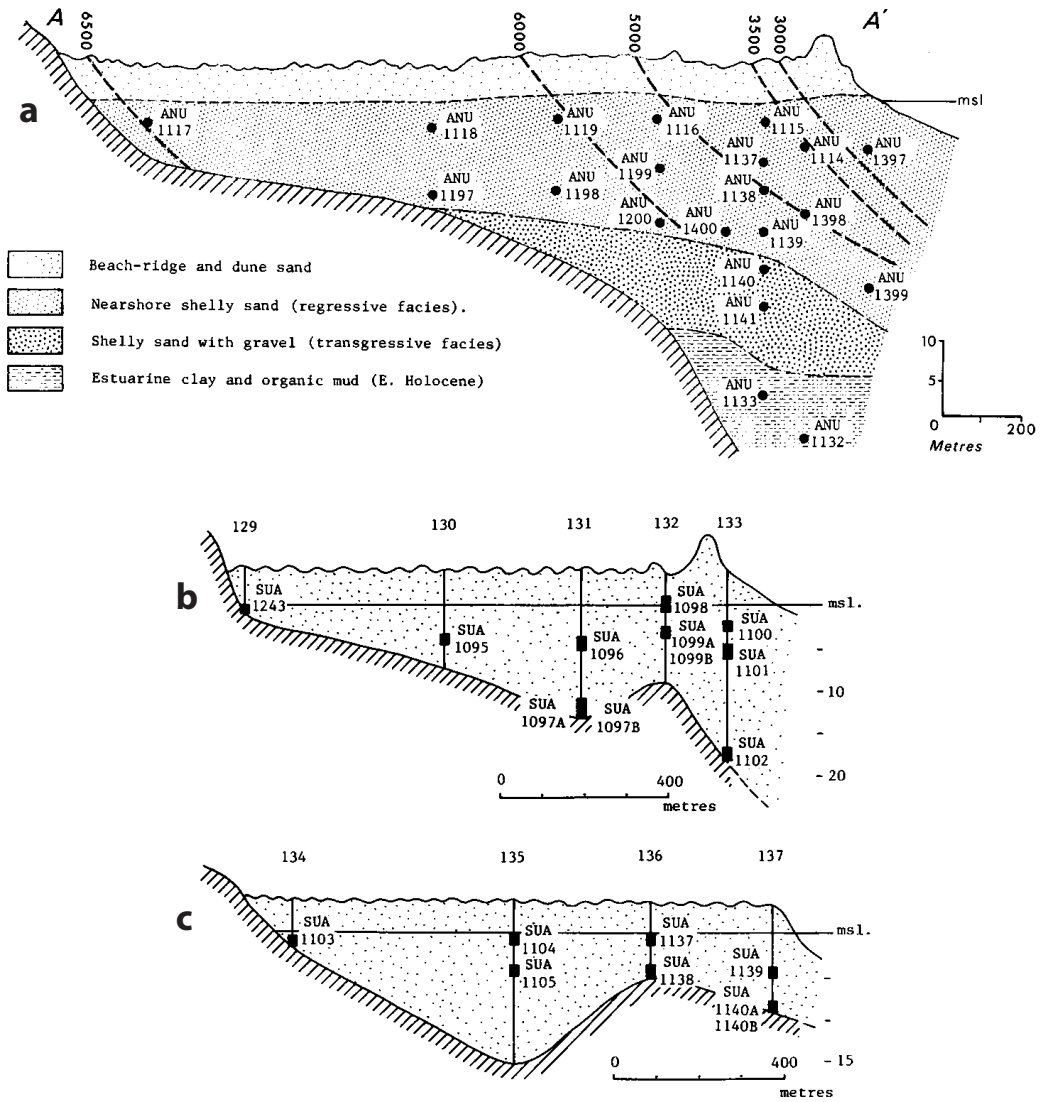 A
6500
6000
5000
3500
3000
A'
a
msl
ANU
1117
ANU
1118
ANU
1119
ANU
1116
ANU
1115
ANU
1114
ANU
1397
ANU
1137
ANU
1199
ANU
1138
ANU
1197
ANU
1198
ANU
1200
ANU
1400
ANU
1398
ANU
1139
ANU
1140
ANU
1399
ANU
1141
ANU
1133
ANU
1132
Beach-ridge and dune sand
Nearshore shelly sand (regressive facies).
Shelly sand with gravel (transgressive facies)
Estuarine clay and organic mud (E. Holocene)
10
5
0
200
Metres
129
130
131
132
133
b
SUA
1243
SUA
1095
SUA
1096
SUA
1097A
SUA
1097B
SUA
1098
SUA
1099A
1099B
SUA
1100
SUA
1101
SUA
1102
msl.
-
- 10
-
- 20
0
400
metres
134
135
136
137
c
SUA
1103
SUA
1104
SUA
1105
SUA
1137
SUA
1138
SUA
1139
SUA
1140A
1140B
msl.
-
-
- 15
0
400
metres